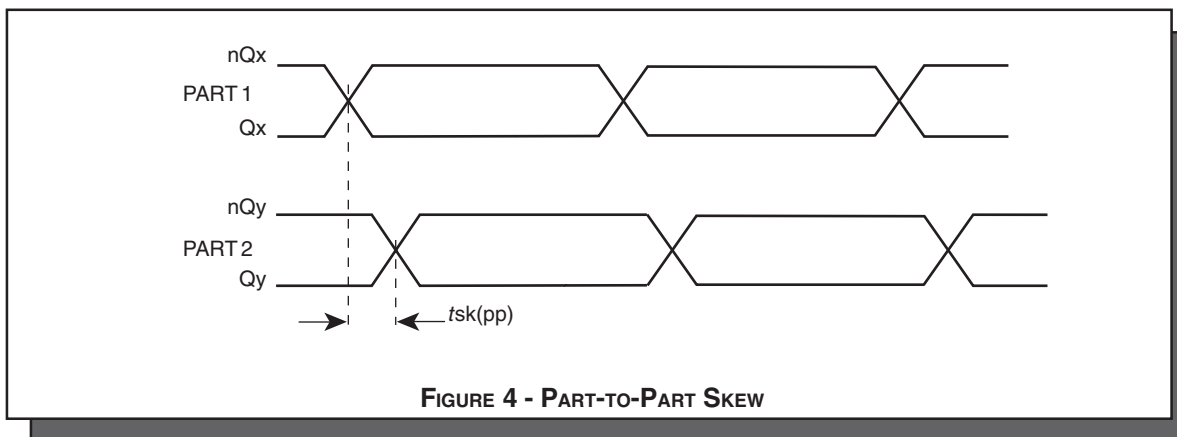 nQx
PART 1
Qx
nQy
PART 2
Qy
tsk(pp)
FIGURE 4 - PART-TO-PART SKEW